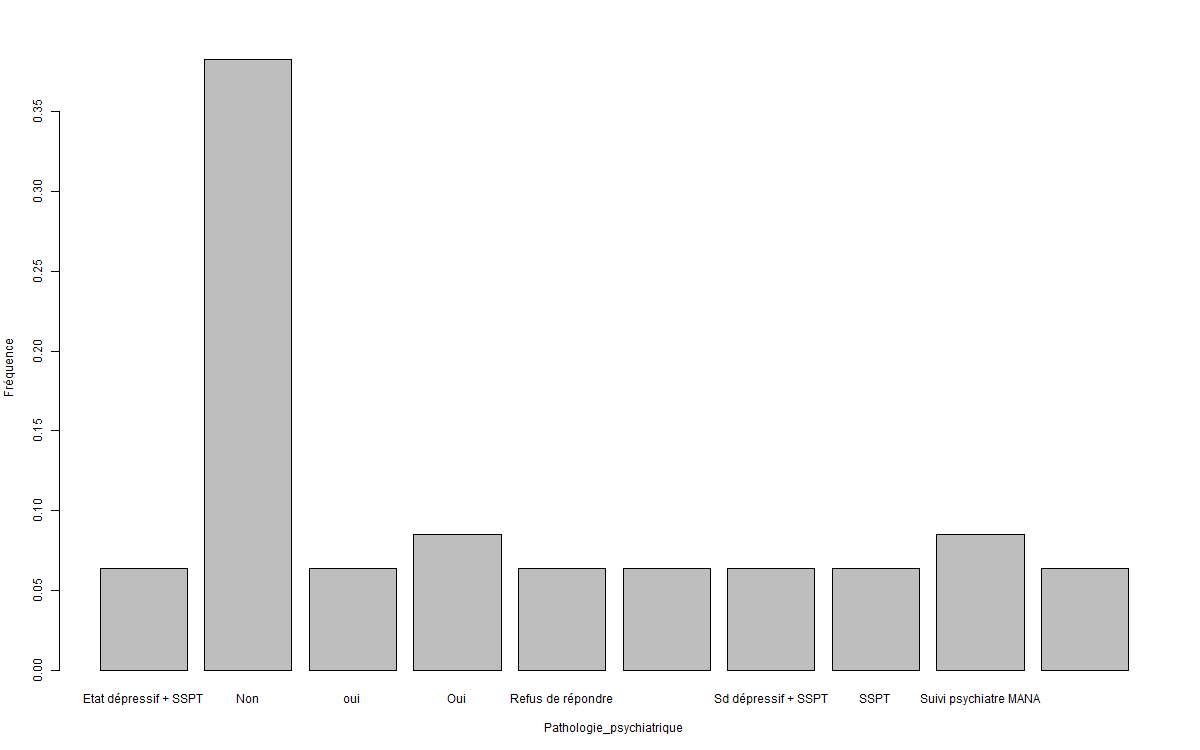 0.35
0.30
0.25
0.20
0.15
0.10
0.05
0.00
Fréquence
Etat dépressif + SSPT
Non
oui
Oui
Refus de répondre
Sd dépressif + SSPT
SSPT
Suivi psychiatre MANA
Pathologie_psychiatrique